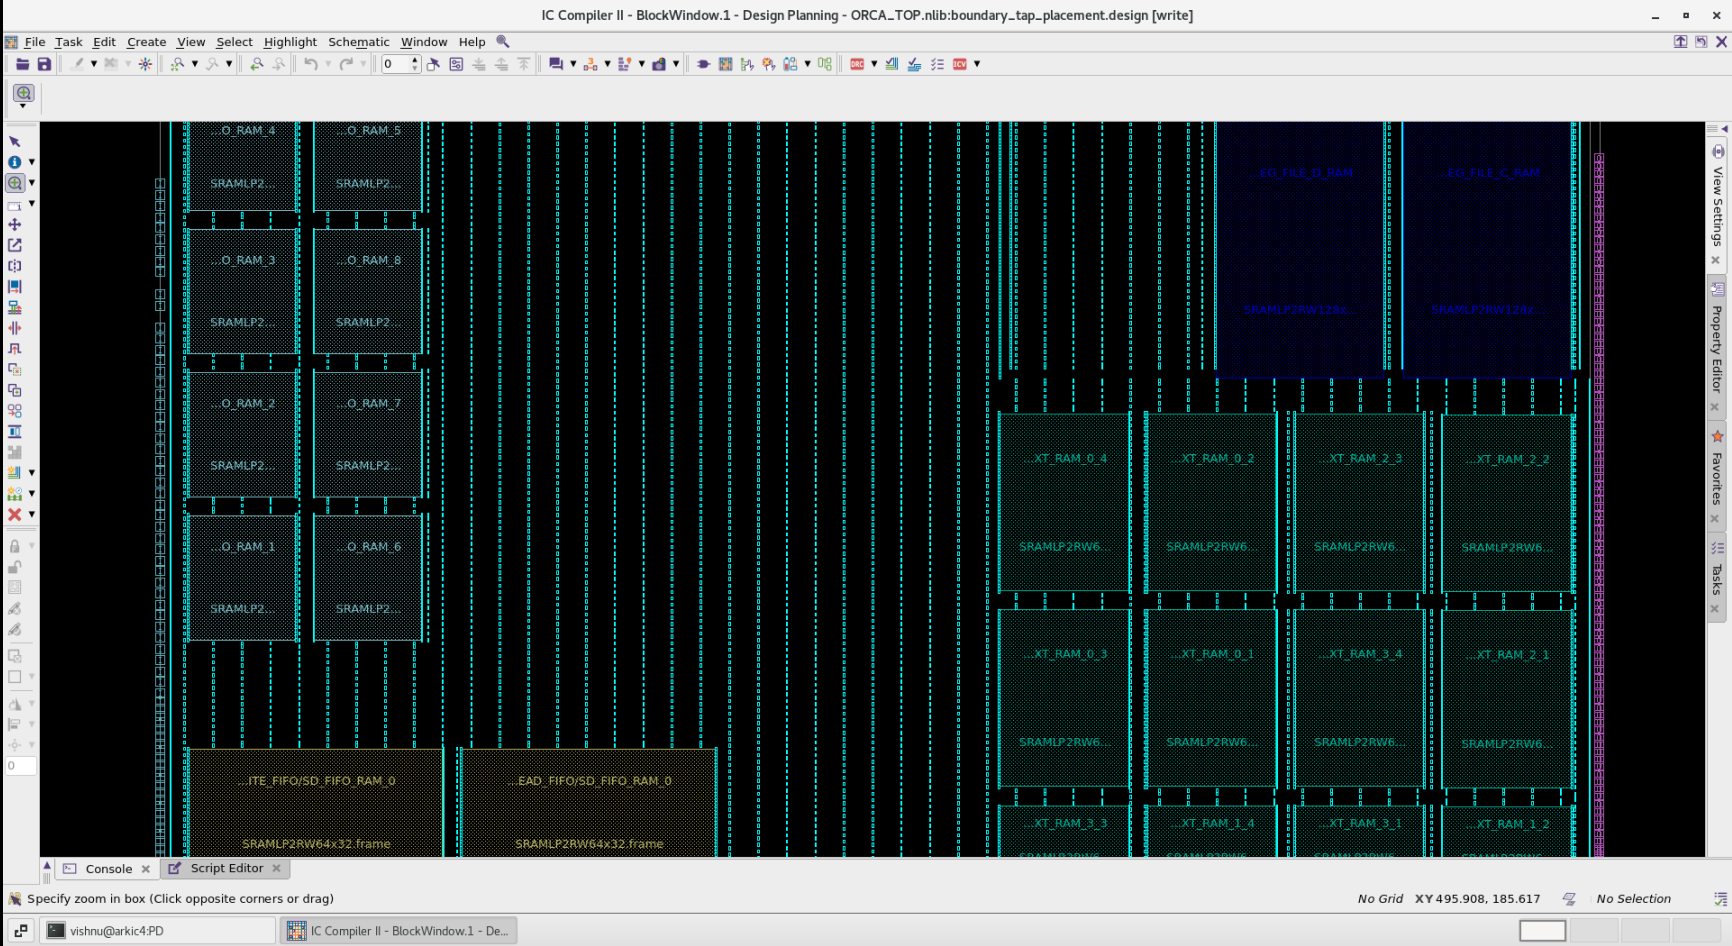 IC Compiler II - BlockWindow.1 - Design Planning - ORCA_TOP.nlib:boundary_tap_placement.design [write]
File Task Edit Create View Select Highlight Schematic Window Help
0
DRC
ICV
...O_RAM_4
...O_RAM_5
SRAMLP2...
SRAMLP2...
...O_RAM_3
...O_RAM_8
SRAMLP2...
SRAMLP2...
...O_RAM_2
...O_RAM_7
SRAMLP2...
SRAMLP2...
...O_RAM_1
...O_RAM_6
SRAMLP2...
SRAMLP2...
...ITE_FIFO/SD_FIFO_RAM_0
...EAD_FIFO/SD_FIFO_RAM_0
SRAMLP2RW64x32.frame
SRAMLP2RW64x32.frame
...EG_FILE_D_RAM
...EG_FILE_C_RAM
SRAMLP2RW128x...
SRAMLP2RW128x...
...XT_RAM_0_4
...XT_RAM_0_2
...XT_RAM_2_3
...XT_RAM_2_2
SRAMLP2RW6...
SRAMLP2RW6...
SRAMLP2RW6...
SRAMLP2RW6...
...XT_RAM_0_3
...XT_RAM_0_1
...XT_RAM_3_4
...XT_RAM_2_1
SRAMLP2RW6...
SRAMLP2RW6...
SRAMLP2RW6...
SRAMLP2RW6...
...XT_RAM_3_3
...XT_RAM_1_4
...XT_RAM_3_1
...XT_RAM_1_2
View Settings
Property Editor
Favorites
Tasks
0
Console
Script Editor
Specify zoom in box (Click opposite corners or drag)
No Grid XY 495.908, 185.617 No Selection
vishnu@arkic4:PD
IC Compiler II - BlockWindow.1 - De...